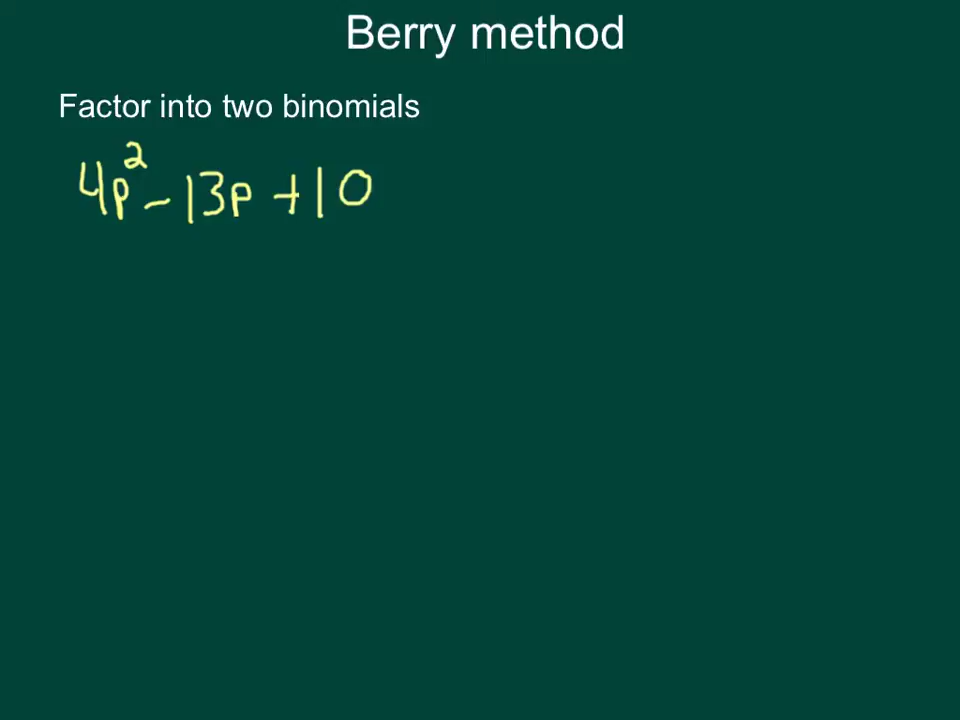 Berry method
Factor into two binomials
4p² - 13p + 10